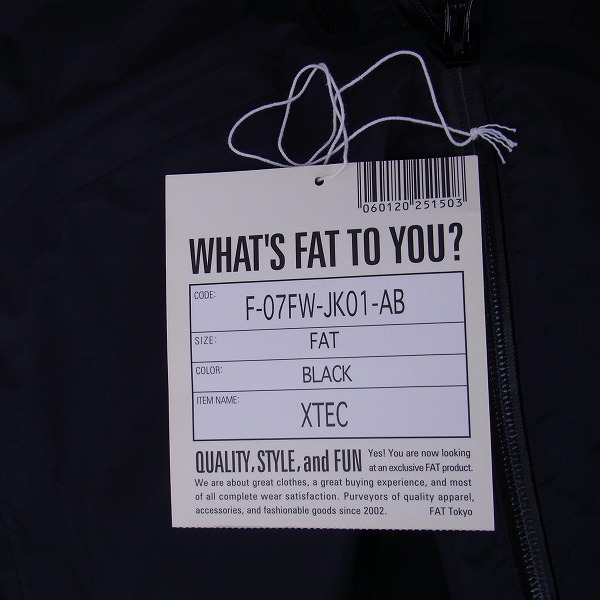 060120 251503
WHAT'S FAT TO YOU?
CODE: F-07FW-JK01-AB
SIZE: FAT
COLOR: BLACK
ITEM NAME: XTEC
QUALITY, STYLE, and FUN Yes! You are now looking
at an exclusive FAT product.
We are about great clothes, a great buying experience, and most
of all complete wear satisfaction. Purveyors of quality apparel,
accessories, and fashionable goods since 2002. FAT Tokyo